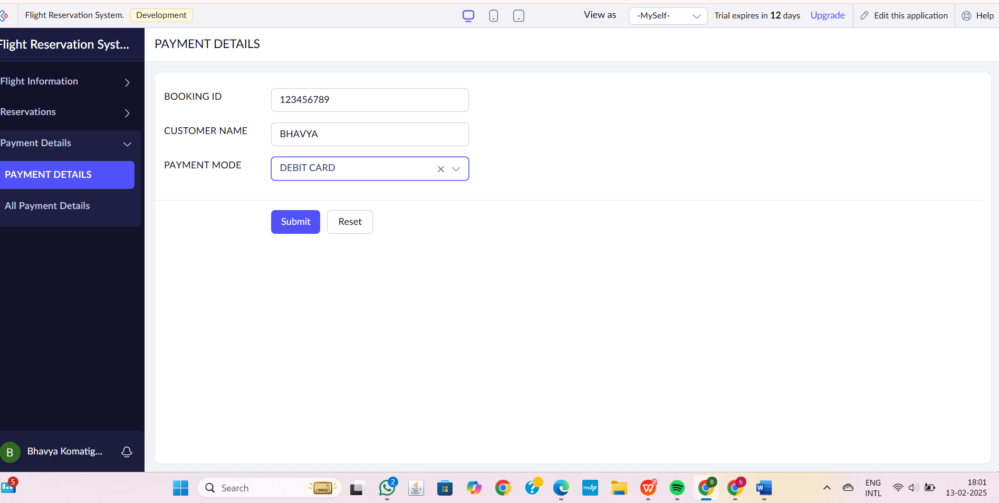 Flight Reservation System. Development View as -MySelf- Trial expires in 12 days Upgrade Edit this application Help
Flight Reservation Syst...
PAYMENT DETAILS
Flight Information
Reservations
Payment Details
PAYMENT DETAILS
All Payment Details
BOOKING ID 123456789
CUSTOMER NAME BHAVYA
PAYMENT MODE DEBIT CARD
Submit Reset
B Bhavya Komatig...
5
Search
2
myhp
W
B
b
W
ENG
INTL
18:01
13-02-2025